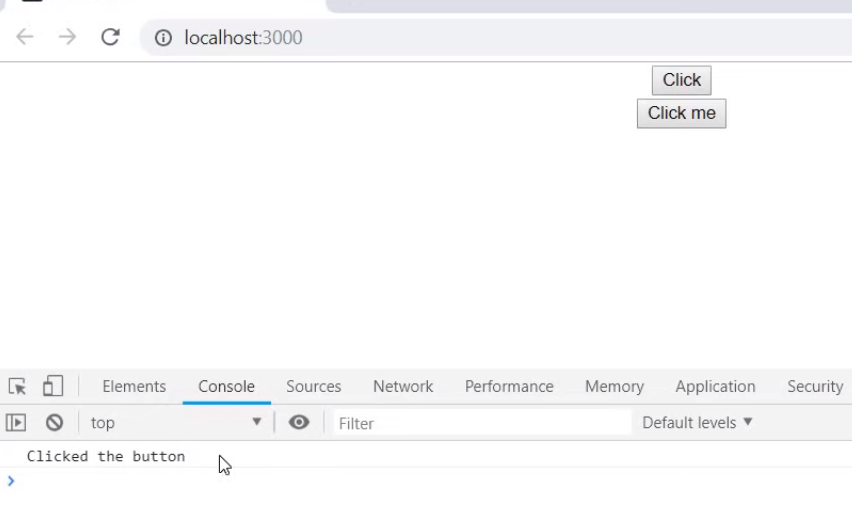 localhost:3000
Click
Click me
Elements Console Sources Network Performance Memory Application Security
top Filter Default levels ▼
Clicked the button